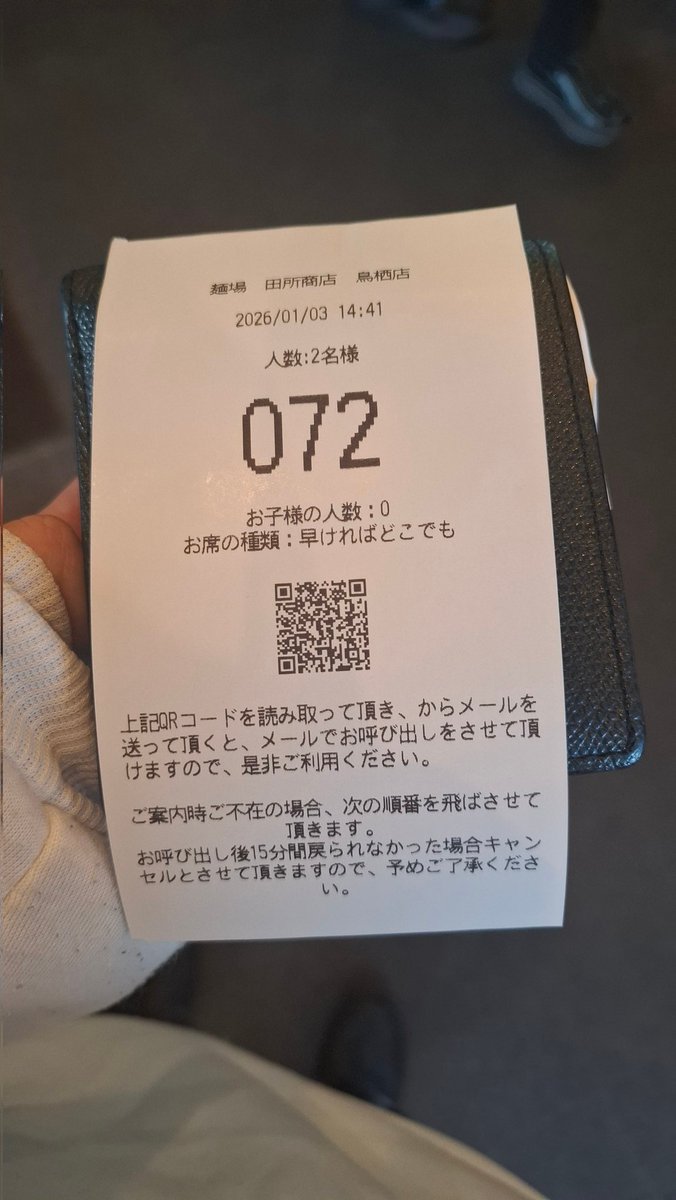 麺場　田所商店　鳥栖店
2026/01/03 14:41
人数:2名様
072
お子様の人数：0
お席の種類：早ければどこでも
上記QRコードを読み取って頂き、からメールを
送って頂くと、メールでお呼び出しをさせて頂
けますので、是非ご利用ください。
ご案内時ご不在の場合、次の順番を飛ばさせて
頂きます。
お呼び出し後15分間戻られなかった場合キャン
セルとさせて頂きますので、予めご了承くださ
い。